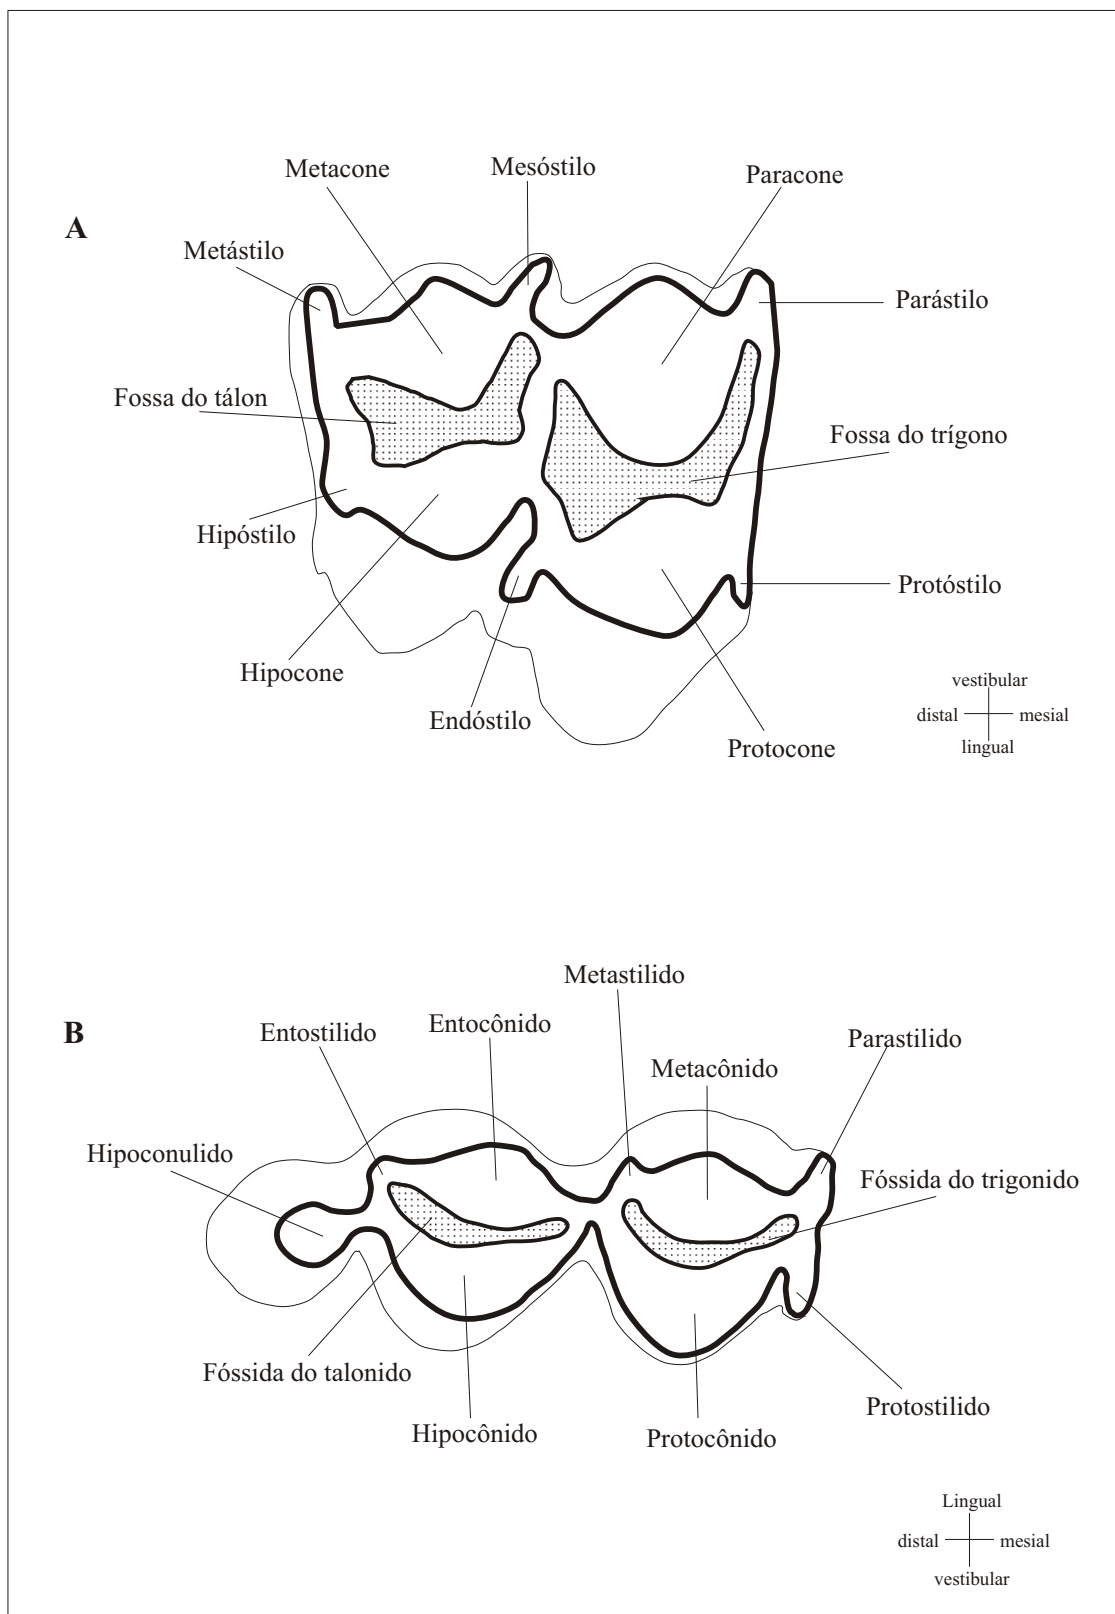 Metacone
Mesóstilo
Paracone
A
Metástilo
Parástilo
Fossa do tálon
Fossa do trígono
Hipóstilo
Protóstilo
Hipocone
Endóstilo
Protocone
vestibular
distal mesial
lingual
Metastilido
B
Entostilido
Entocônido
Parastilido
Metacônido
Hipoconulido
Fóssida do trigonido
Fóssida do talonido
Hipocônido
Protocônido
Protostilido
Lingual
distal mesial
vestibular